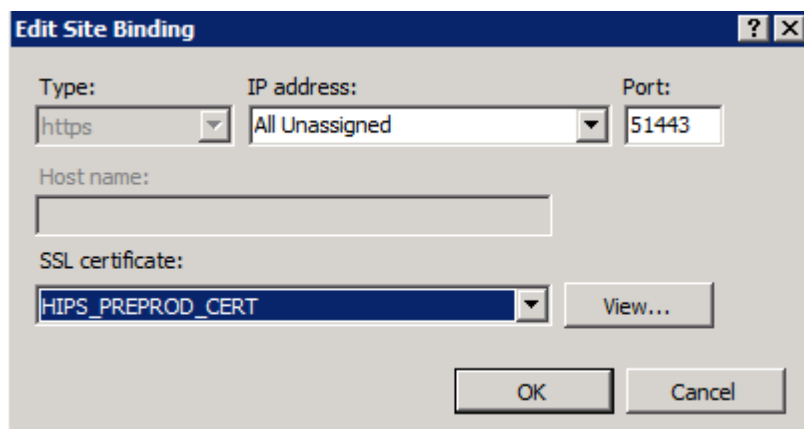 Edit Site Binding
Type: IP address: Port:
https All Unassigned 51443
Host name:
SSL certificate:
HIPS_PREPROD_CERT View...
OK Cancel